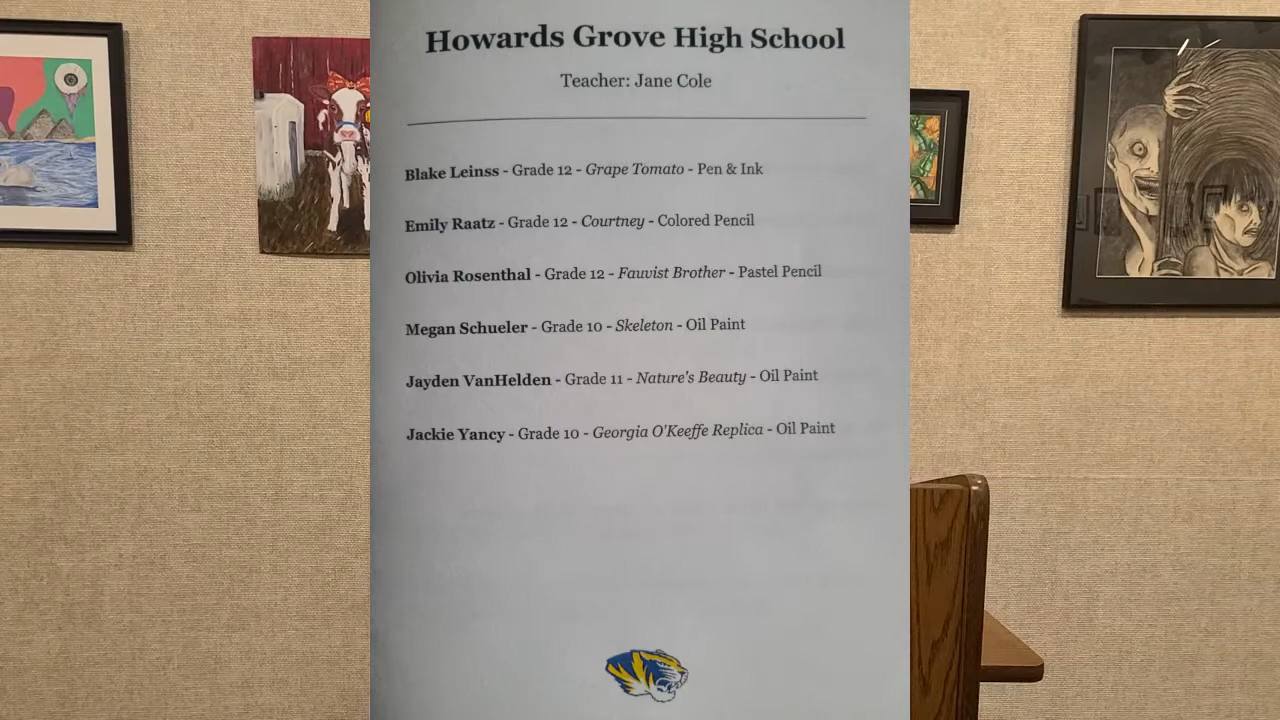 Howards Grove High School
Teacher: Jane Cole
Blake Leinss - Grade 12 - Grape Tomato - Pen & Ink
Emily Raatz - Grade 12 - Courtney - Colored Pencil
Olivia Rosenthal - Grade 12 - Fauvist Brother - Pastel Pencil
Megan Schueler - Grade 10 - Skeleton - Oil Paint
Jayden VanHelden - Grade 11 - Nature's Beauty - Oil Paint
Jackie Yancy - Grade 10 - Georgia O'Keeffe Replica - Oil Paint